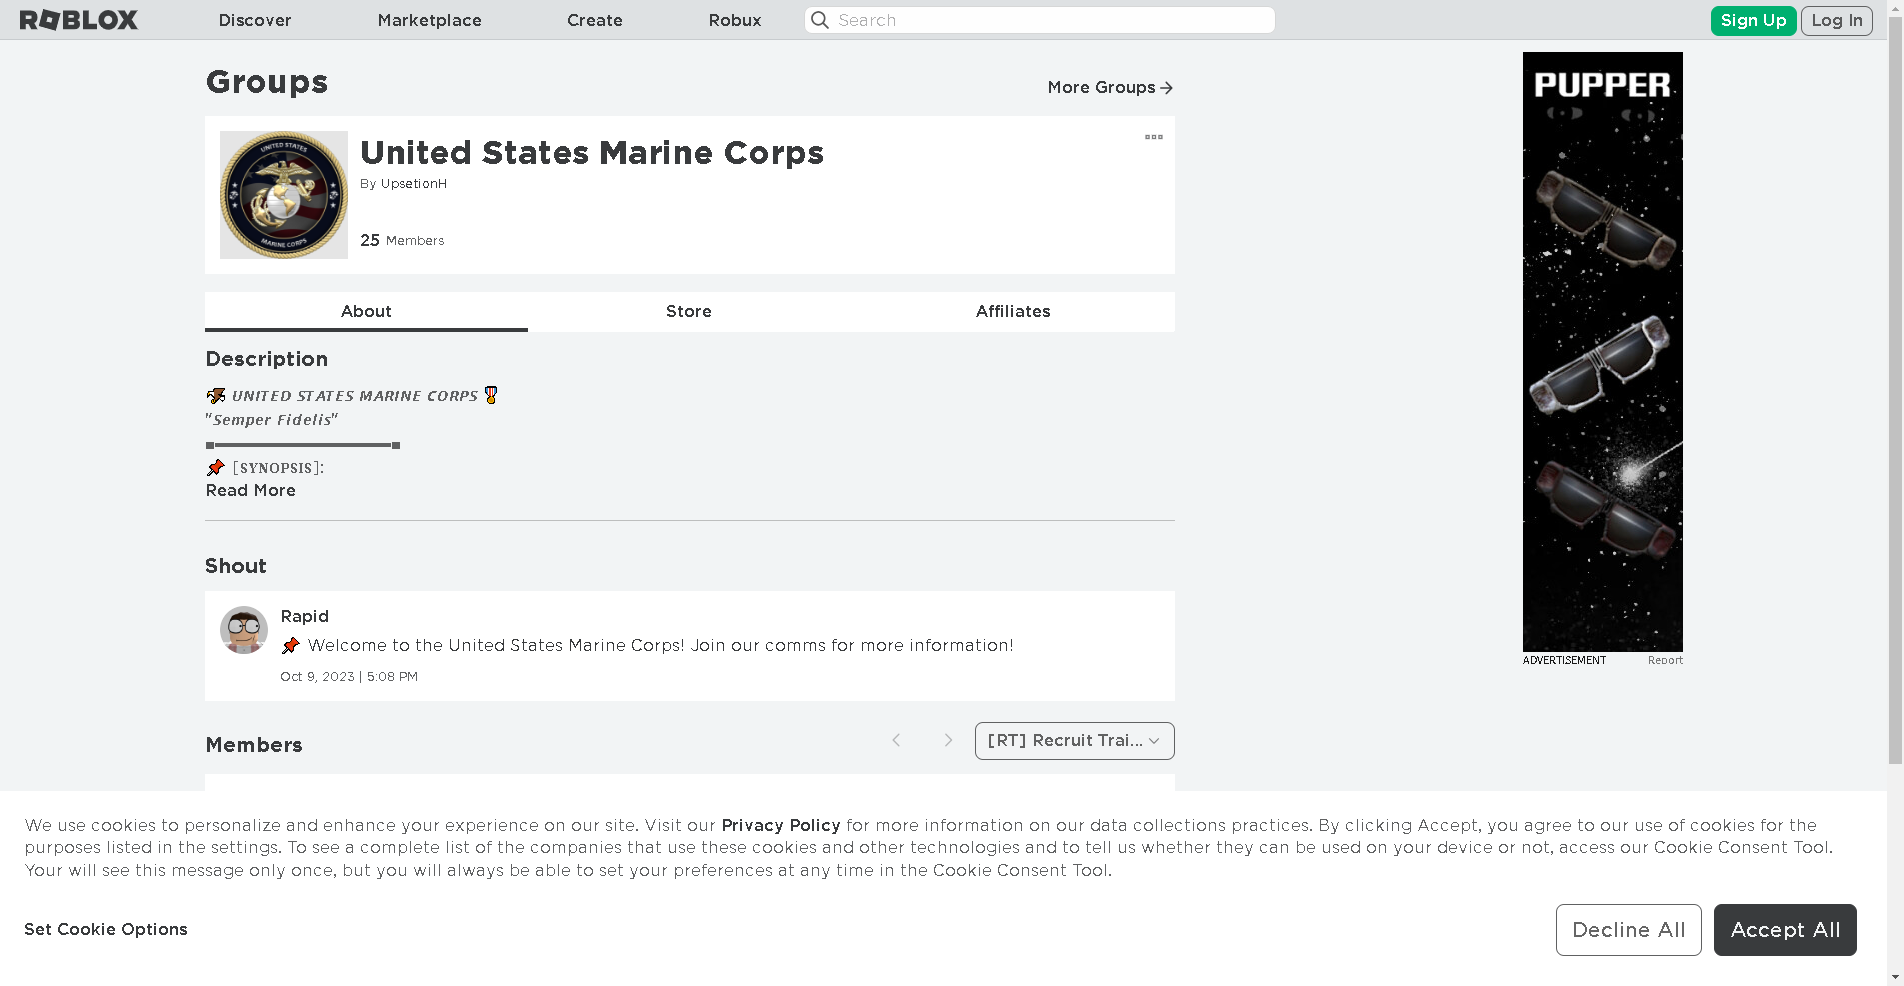 ROBLOX
Discover
Marketplace
Create
Robux
Search
Sign Up
Log In
Groups
More Groups
UNITED STATES
MARINE CORPS
United States Marine Corps
By UpsetionH
25 Members
About
Store
Affiliates
Description
UNITED STATES MARINE CORPS
"Semper Fidelis"
[SYNOPSIS]:
Read More
Shout
Rapid
Welcome to the United States Marine Corps! Join our comms for more information!
Oct 9, 2023 | 5:08 PM
Members
[RT] Recruit Trai...
PUPPER
ADVERTISEMENT
Report
We use cookies to personalize and enhance your experience on our site. Visit our Privacy Policy for more information on our data collections practices. By clicking Accept, you agree to our use of cookies for the
purposes listed in the settings. To see a complete list of the companies that use these cookies and other technologies and to tell us whether they can be used on your device or not, access our Cookie Consent Tool.
Your will see this message only once, but you will always be able to set your preferences at any time in the Cookie Consent Tool.
Set Cookie Options
Decline All
Accept All